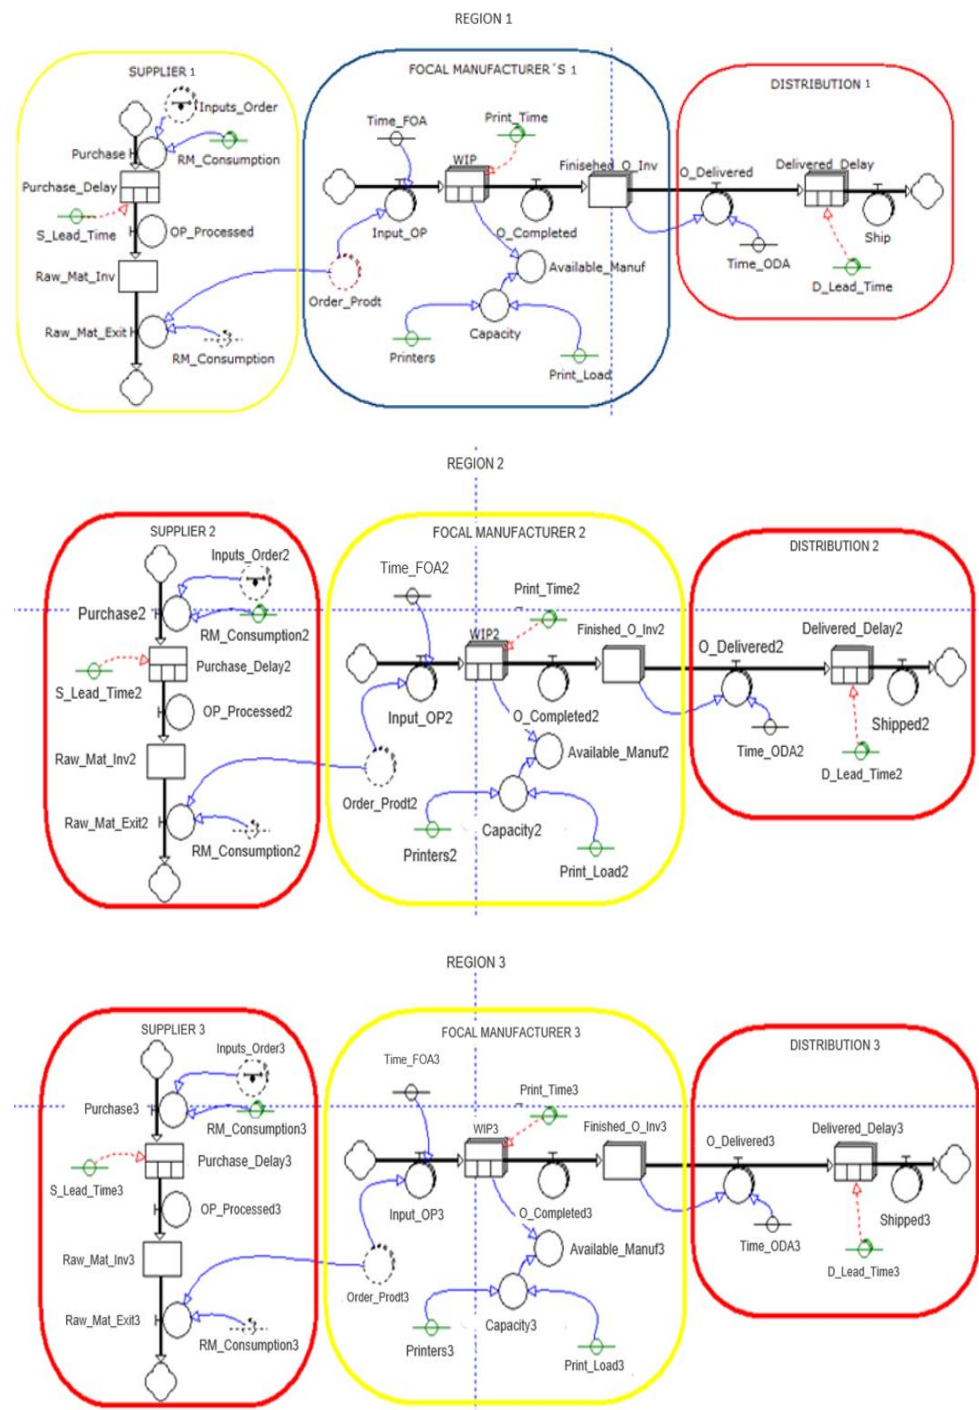 REGION 1
SUPPLIER 1
Inputs_Order
Purchase
RM_Consumption
Purchase_Delay
S_Lead_Time
OP_Processed
Raw_Mat_Inv
Raw_Mat_Exit
RM_Consumption
FOCAL MANUFACTURER´S 1
Time_FOA
Print_Time
WIP
Finisehed_O_Inv
Input_OP
O_Completed
Available_Manuf
Order_Prodt
Capacity
Printers
Print_Load
DISTRIBUTION 1
O_Delivered
Delivered_Delay
Ship
Time_ODA
D_Lead_Time
REGION 2
SUPPLIER 2
Inputs_Order2
Purchase2
RM_Consumption2
Purchase_Delay2
S_Lead_Time2
OP_Processed2
Raw_Mat_Inv2
Raw_Mat_Exit2
RM_Consumption2
FOCAL MANUFACTURER 2
Time_FOA2
Print_Time2
WIP2
Finished_O_Inv2
Input_OP2
O_Completed2
Available_Manuf2
Order_Prodt2
Capacity2
Printers2
Print_Load2
DISTRIBUTION 2
Delivered_Delay2
O_Delivered2
Shipped2
Time_ODA2
D_Lead_Time2
REGION 3
SUPPLIER 3
Inputs_Order3
Purchase3
RM_Consumption3
Purchase_Delay3
S_Lead_Time3
OP_Processed3
Raw_Mat_Inv3
Raw_Mat_Exit3
RM_Consumption3
FOCAL MANUFACTURER 3
Time_FOA3
Print_Time3
WIP3
Finished_O_Inv3
Input_OP3
O_Completed3
Available_Manuf3
Order_Prodt3
Capacity3
Printers3
Print_Load3
DISTRIBUTION 3
Delivered_Delay3
O_Delivered3
Shipped3
Time_ODA3
D_Lead_Time3